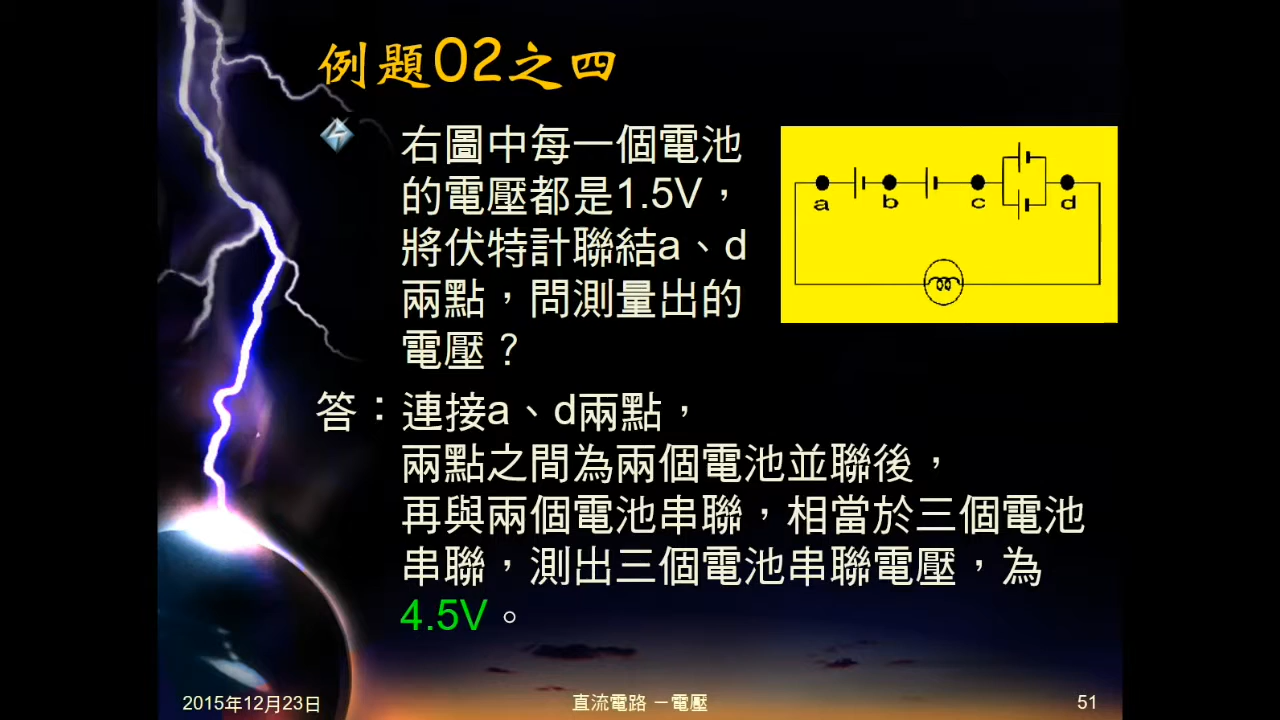 例題02之四
右圖中每一個電池
的電壓都是1.5V，
將伏特計聯結a、d
兩點，問測量出的
電壓？
a b c d
答：連接a、d兩點，
兩點之間為兩個電池並聯後，
再與兩個電池串聯，相當於三個電池
串聯，測出三個電池串聯電壓，為
4.5V。
2015年12月23日
直流電路 － 電壓
51